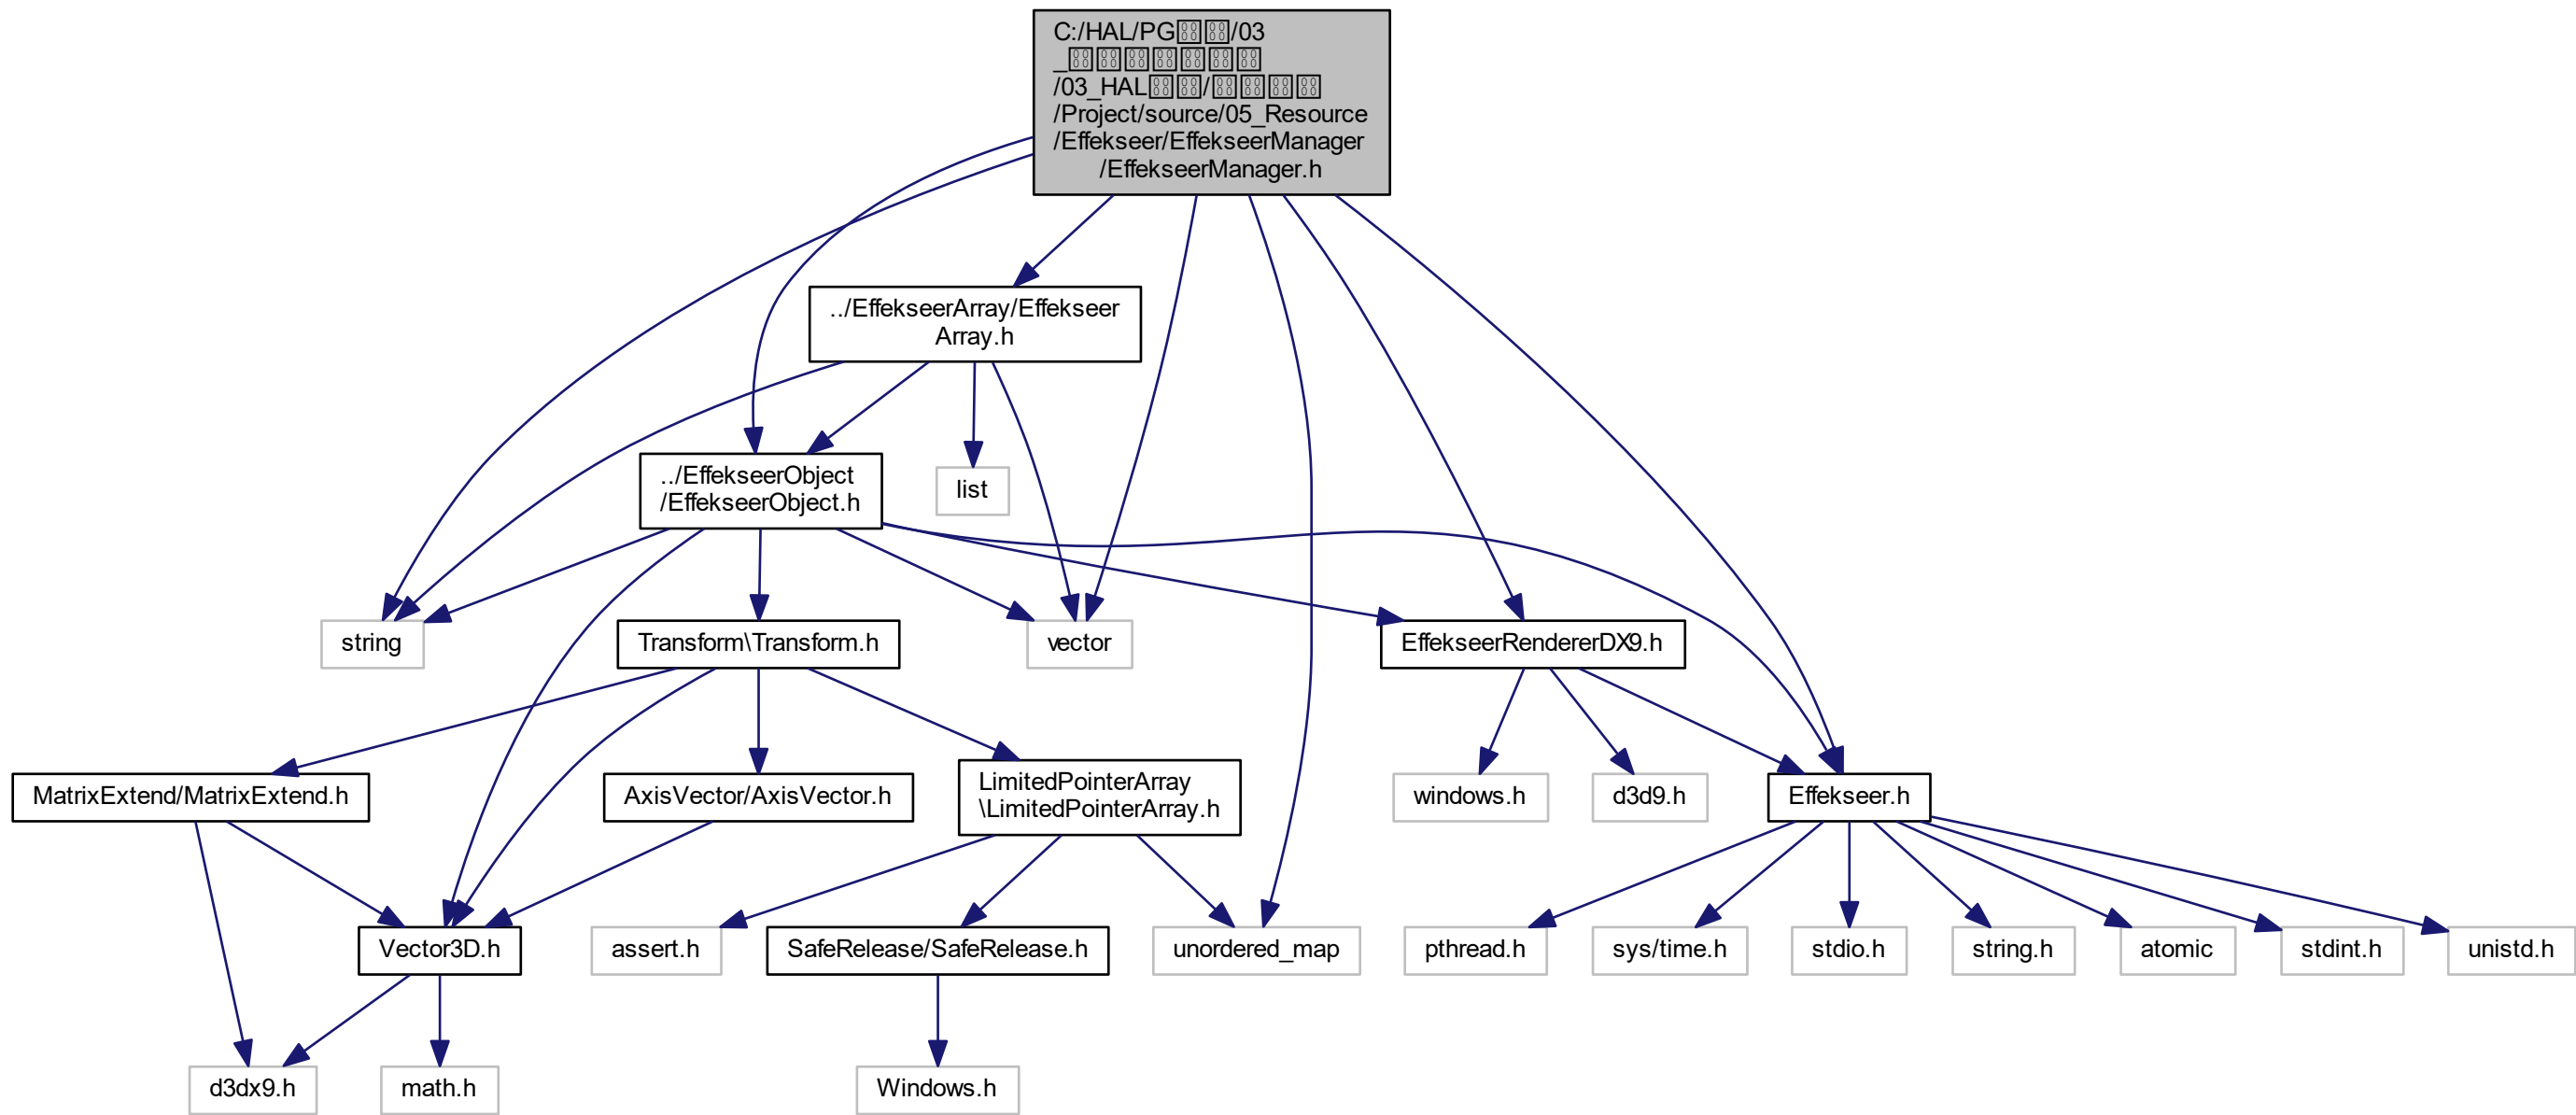 C:/HAL/PG/03
_
/03_HAL/
/Project/source/05_Resource
/Effekseer/EffekseerManager
/EffekseerManager.h
../EffekseerArray/Effekseer
Array.h
../EffekseerObject
/EffekseerObject.h
list
string
Transform\Transform.h
vector
EffekseerRendererDX9.h
MatrixExtend/MatrixExtend.h
AxisVector/AxisVector.h
LimitedPointerArray
\LimitedPointerArray.h
windows.h
d3d9.h
Effekseer.h
Vector3D.h
assert.h
SafeRelease/SafeRelease.h
unordered_map
pthread.h
sys/time.h
stdio.h
string.h
atomic
stdint.h
unistd.h
d3dx9.h
math.h
Windows.h